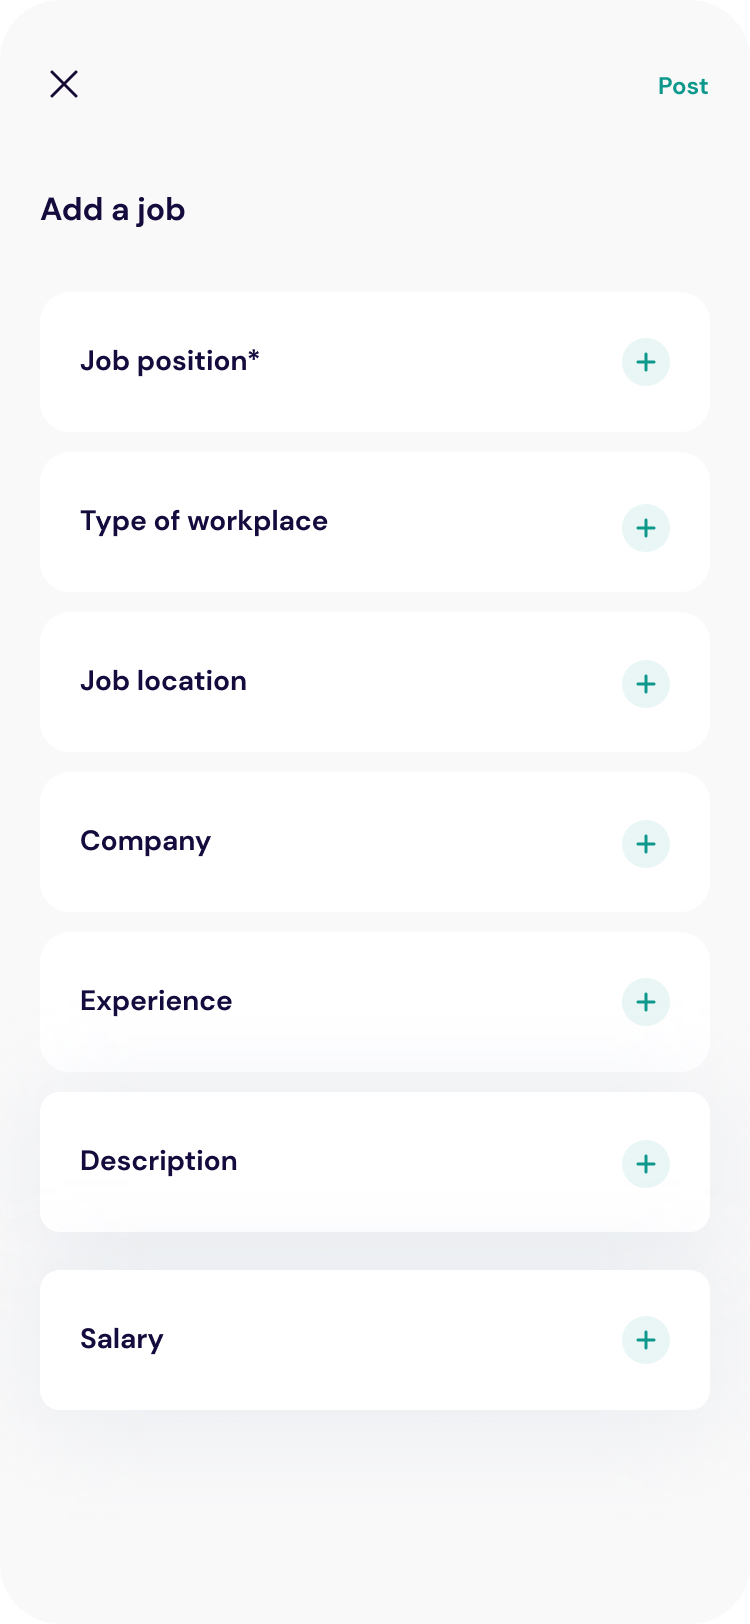 Post
Add a job
Job position*
Type of workplace
Job location
Company
Experience
Description
Salary